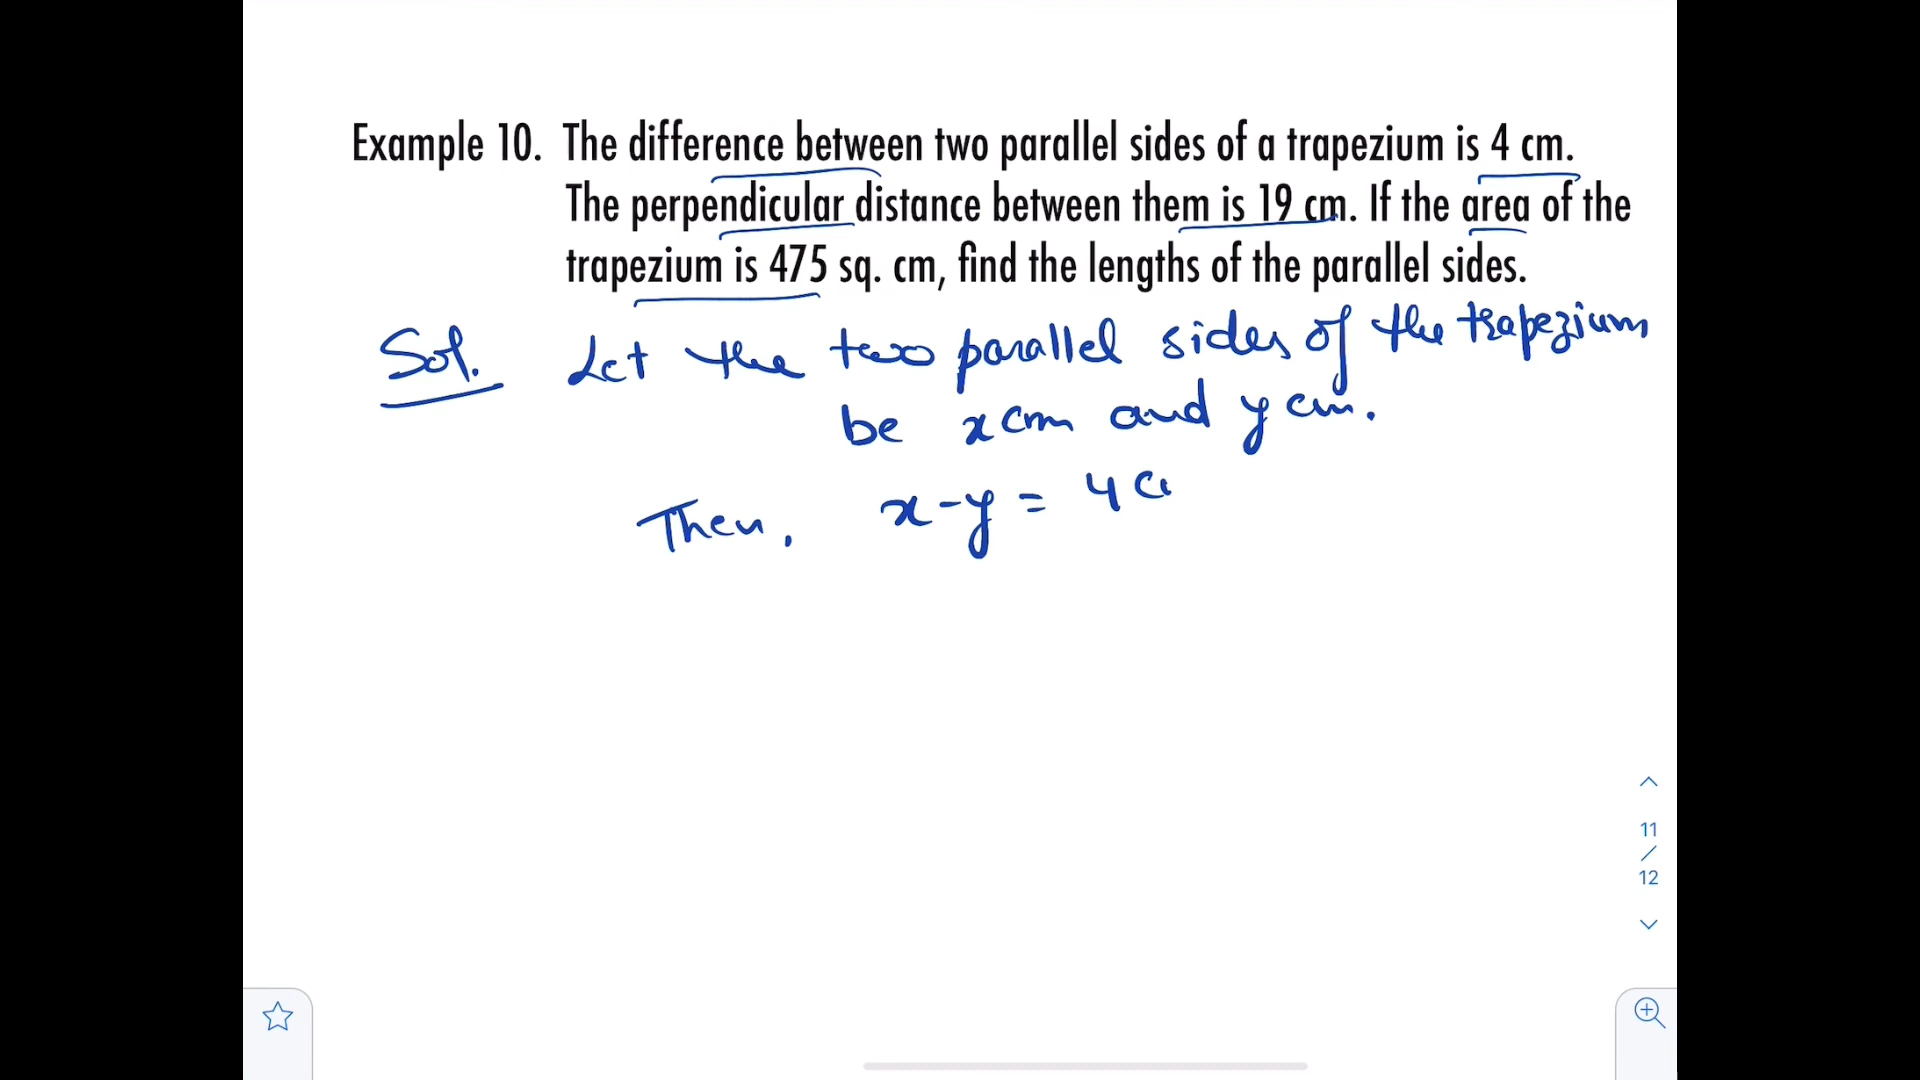 Example 10. The difference between two parallel sides of a trapezium is 4 cm.
The perpendicular distance between them is 19 cm. If the area of the
trapezium is 475 sq. cm, find the lengths of the parallel sides.
Sol. Let the two parallel sides of the trapezium
be x cm and y cm.
Then, x-y = 4 c
11
/
12